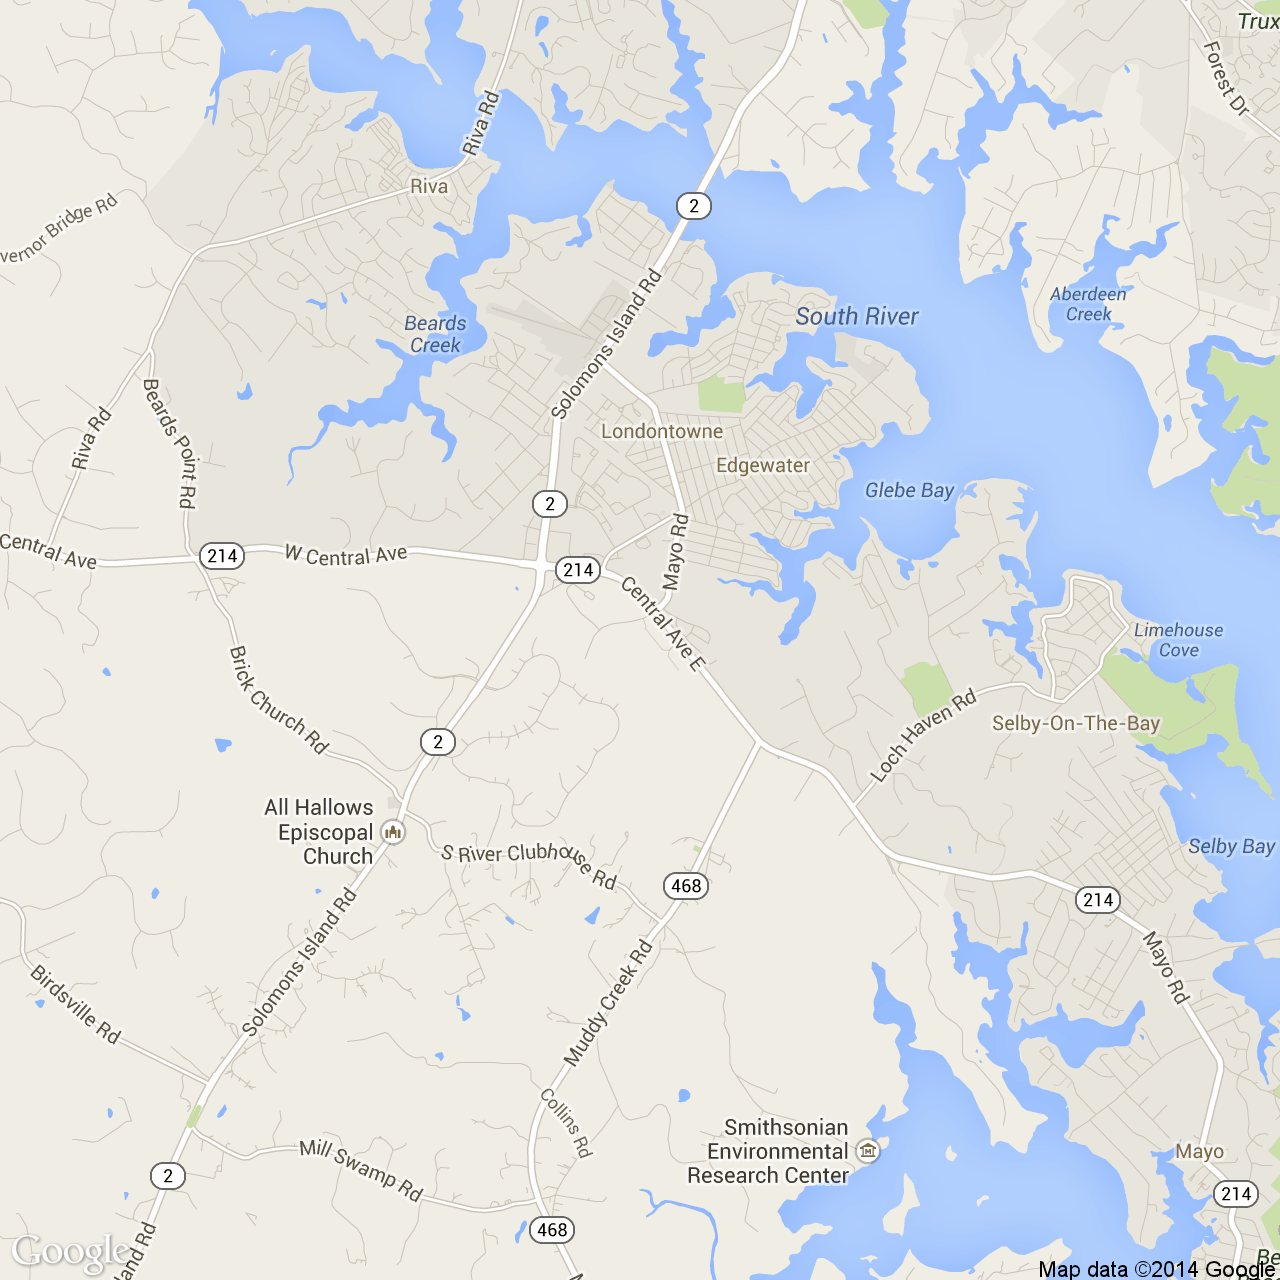 Trux
Forest Dr
Riva Rd
Riva
vernor Bridge Rd
2
Aberdeen
Creek
South River
Beards
Creek
Solomons Island Rd
Beards Point Rd
Riva Rd
Londontowne
Edgewater
Glebe Bay
2
Central Ave
214
W Central Ave
214
Mayo Rd
Central Ave E
Limehouse
Cove
Brick Church Rd
Loch Haven Rd
Selby-On-The-Bay
2
All Hallows
Episcopal
Church
S River Clubhouse Rd
Selby Bay
468
214
Solomons Island Rd
Mayo Rd
Muddy Creek Rd
Birdsville Rd
Collins Rd
Smithsonian
Environmental
Research Center
Mayo
Mill Swamp Rd
2
214
468
land Rd
Be
Google
Map data ©2014 Google